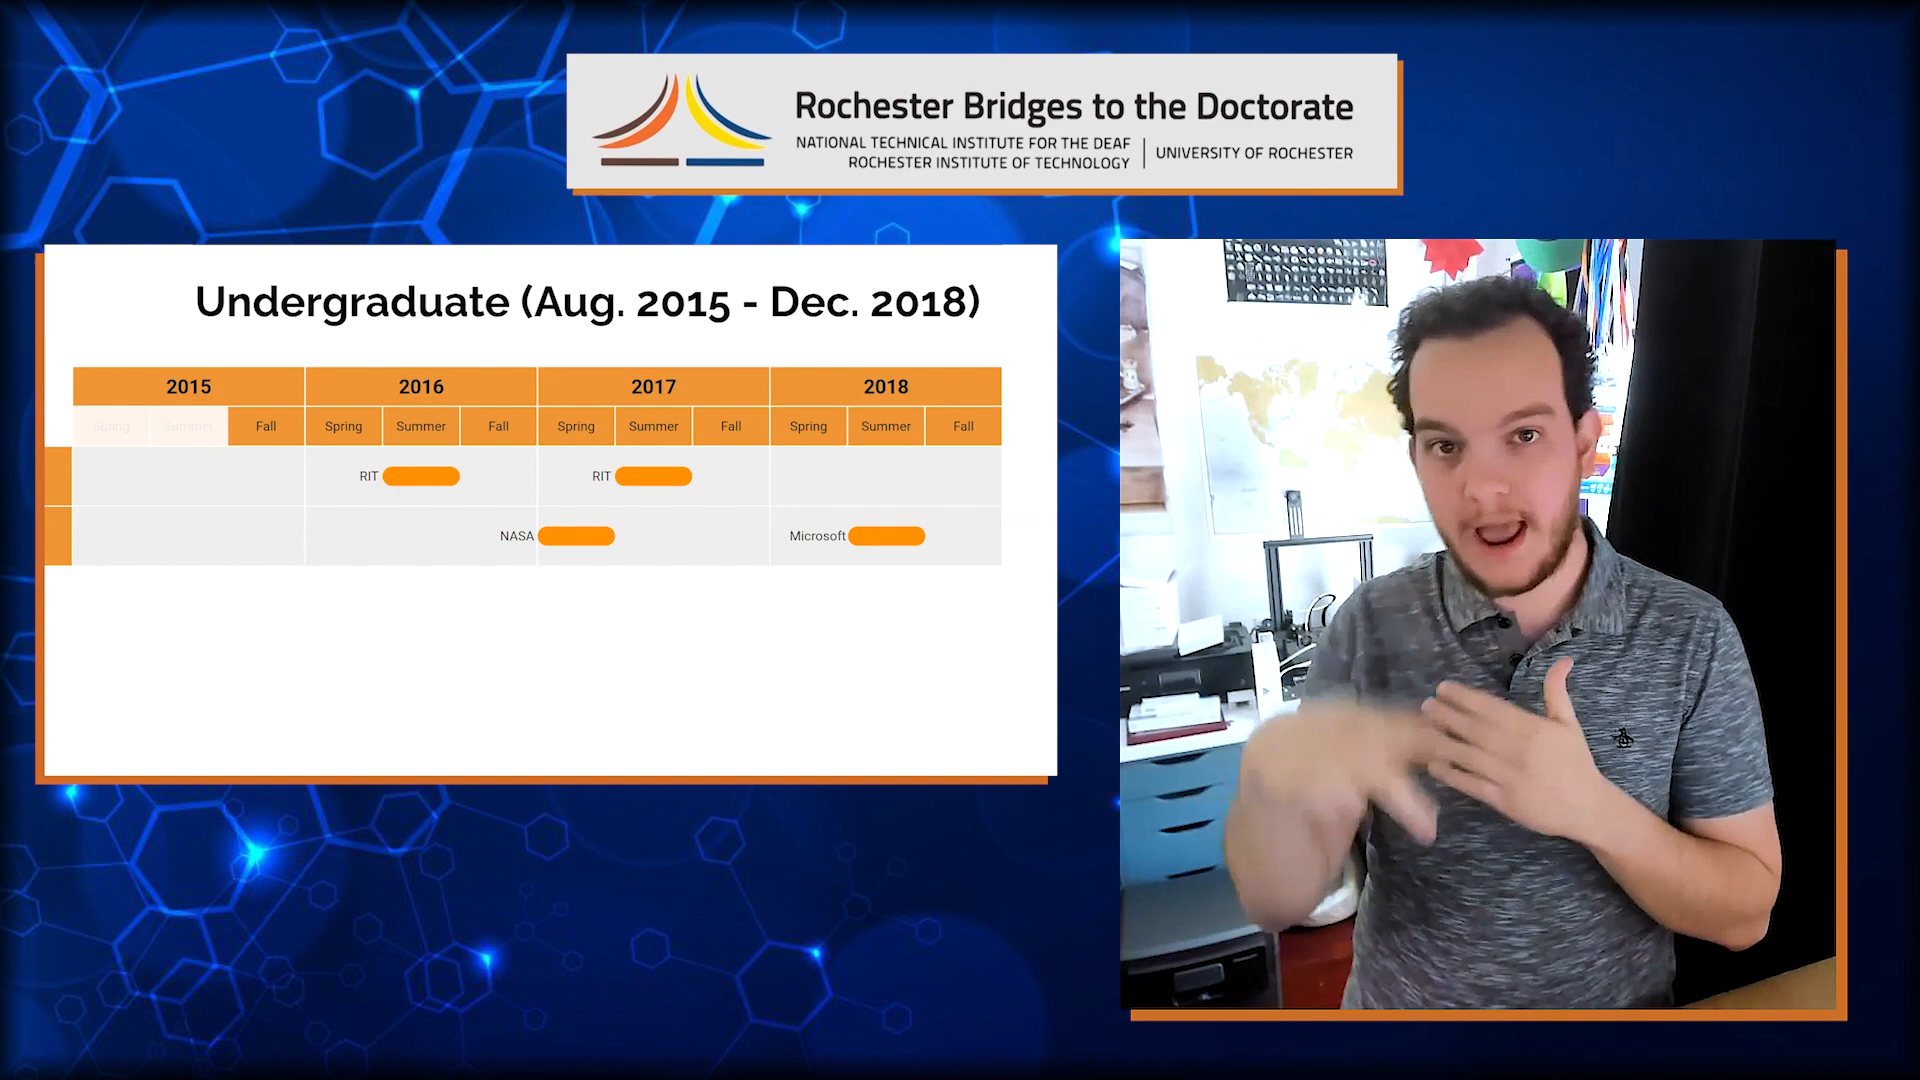 Rochester Bridges to the Doctorate
NATIONAL TECHNICAL INSTITUTE FOR THE DEAF
ROCHESTER INSTITUTE OF TECHNOLOGY
UNIVERSITY OF ROCHESTER
Undergraduate (Aug. 2015 - Dec. 2018)
2015 2016 2017 2018
Spring Summer Fall Spring Summer Fall Spring Summer Fall Spring Summer Fall
RIT RIT
NASA Microsoft